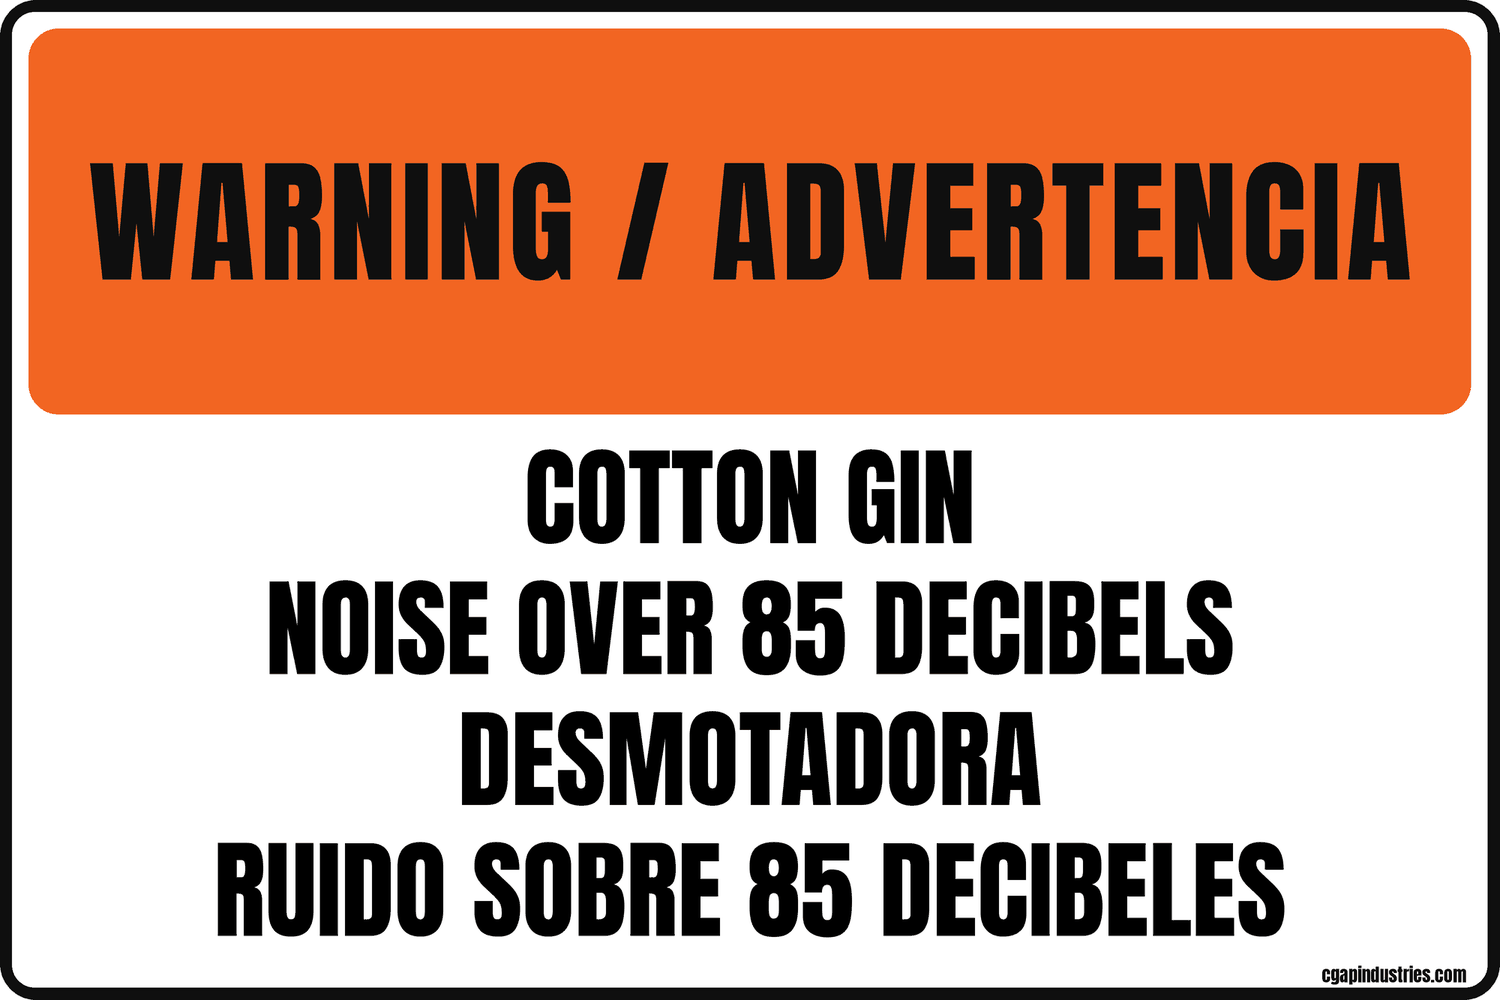 WARNING / ADVERTENCIA
COTTON GIN
NOISE OVER 85 DECIBELS
DESMOTADORA
RUIDO SOBRE 85 DECIBELES
cgapindustries.com